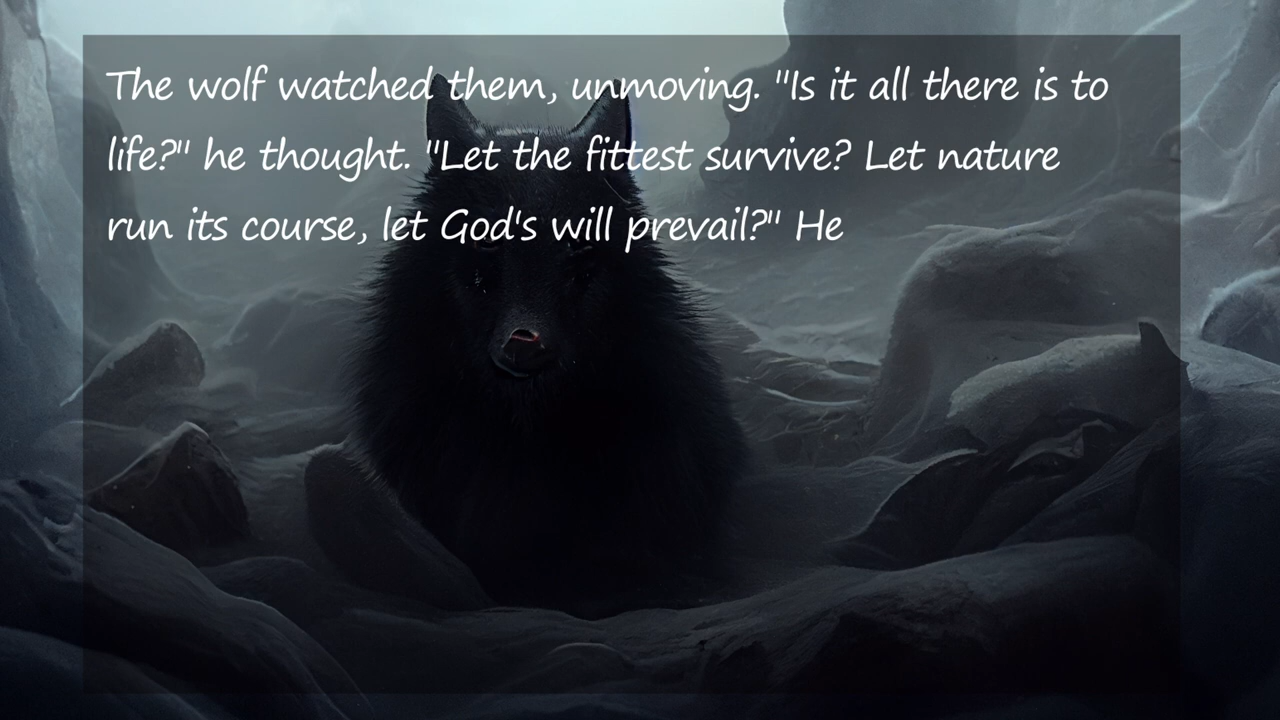 The wolf watched them, unmoving. "Is it all there is to
life?" he thought. "Let the fittest survive? Let nature
run its course, let God's will prevail?" He